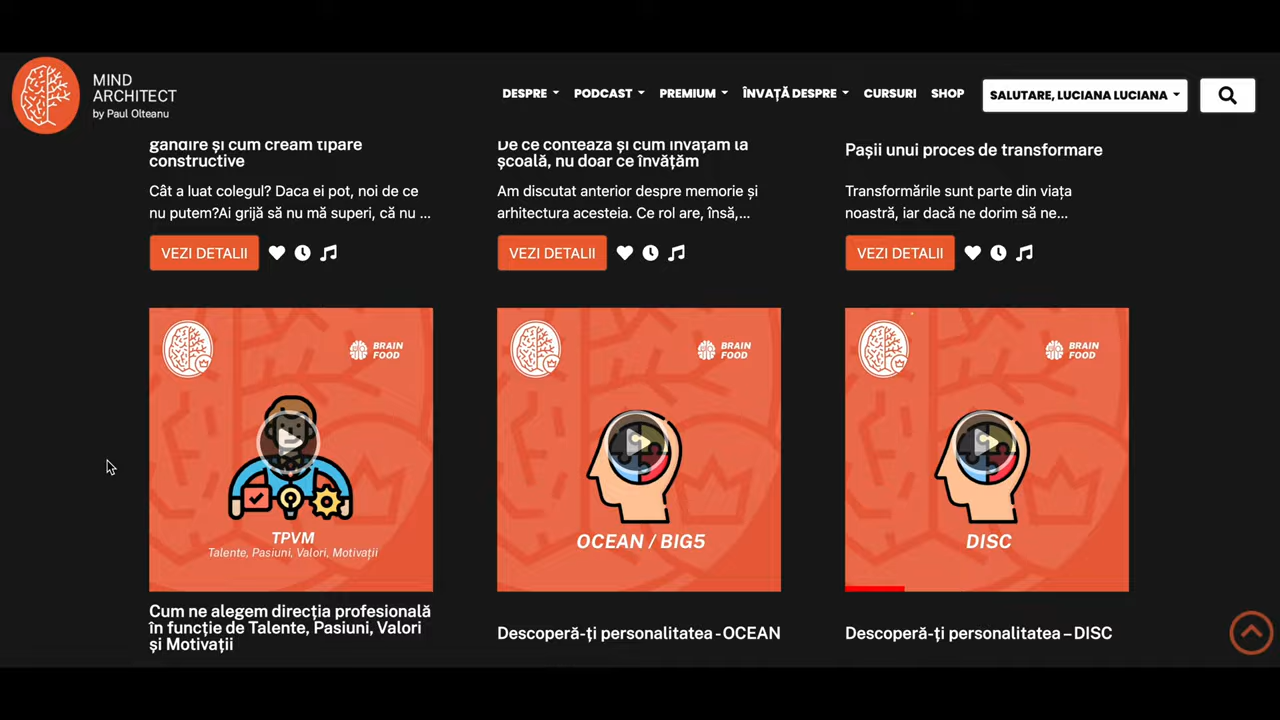 MIND
ARCHITECT
by Paul Olteanu
DESPRE
PODCAST
PREMIUM
ÎNVAȚĂ DESPRE
CURSURI
SHOP
SALUTARE, LUCIANA LUCIANA
gândire și cum creăm tipare
constructive
Cât a luat colegul? Daca ei pot, noi de ce
nu putem?Ai grijă să nu mă superi, că nu ...
VEZI DETALII
De ce contează și cum învățăm la
școală, nu doar ce învățăm
Am discutat anterior despre memorie și
arhitectura acesteia. Ce rol are, însă,...
VEZI DETALII
Pașii unui proces de transformare
Transformările sunt parte din viața
noastră, iar dacă ne dorim să ne...
VEZI DETALII
BRAIN
FOOD
TPVM
Talente, Pasiuni, Valori, Motivații
Cum ne alegem direcția profesională
în funcție de Talente, Pasiuni, Valori
și Motivații
BRAIN
FOOD
OCEAN / BIG5
Descoperă-ți personalitatea - OCEAN
BRAIN
FOOD
DISC
Descoperă-ți personalitatea – DISC